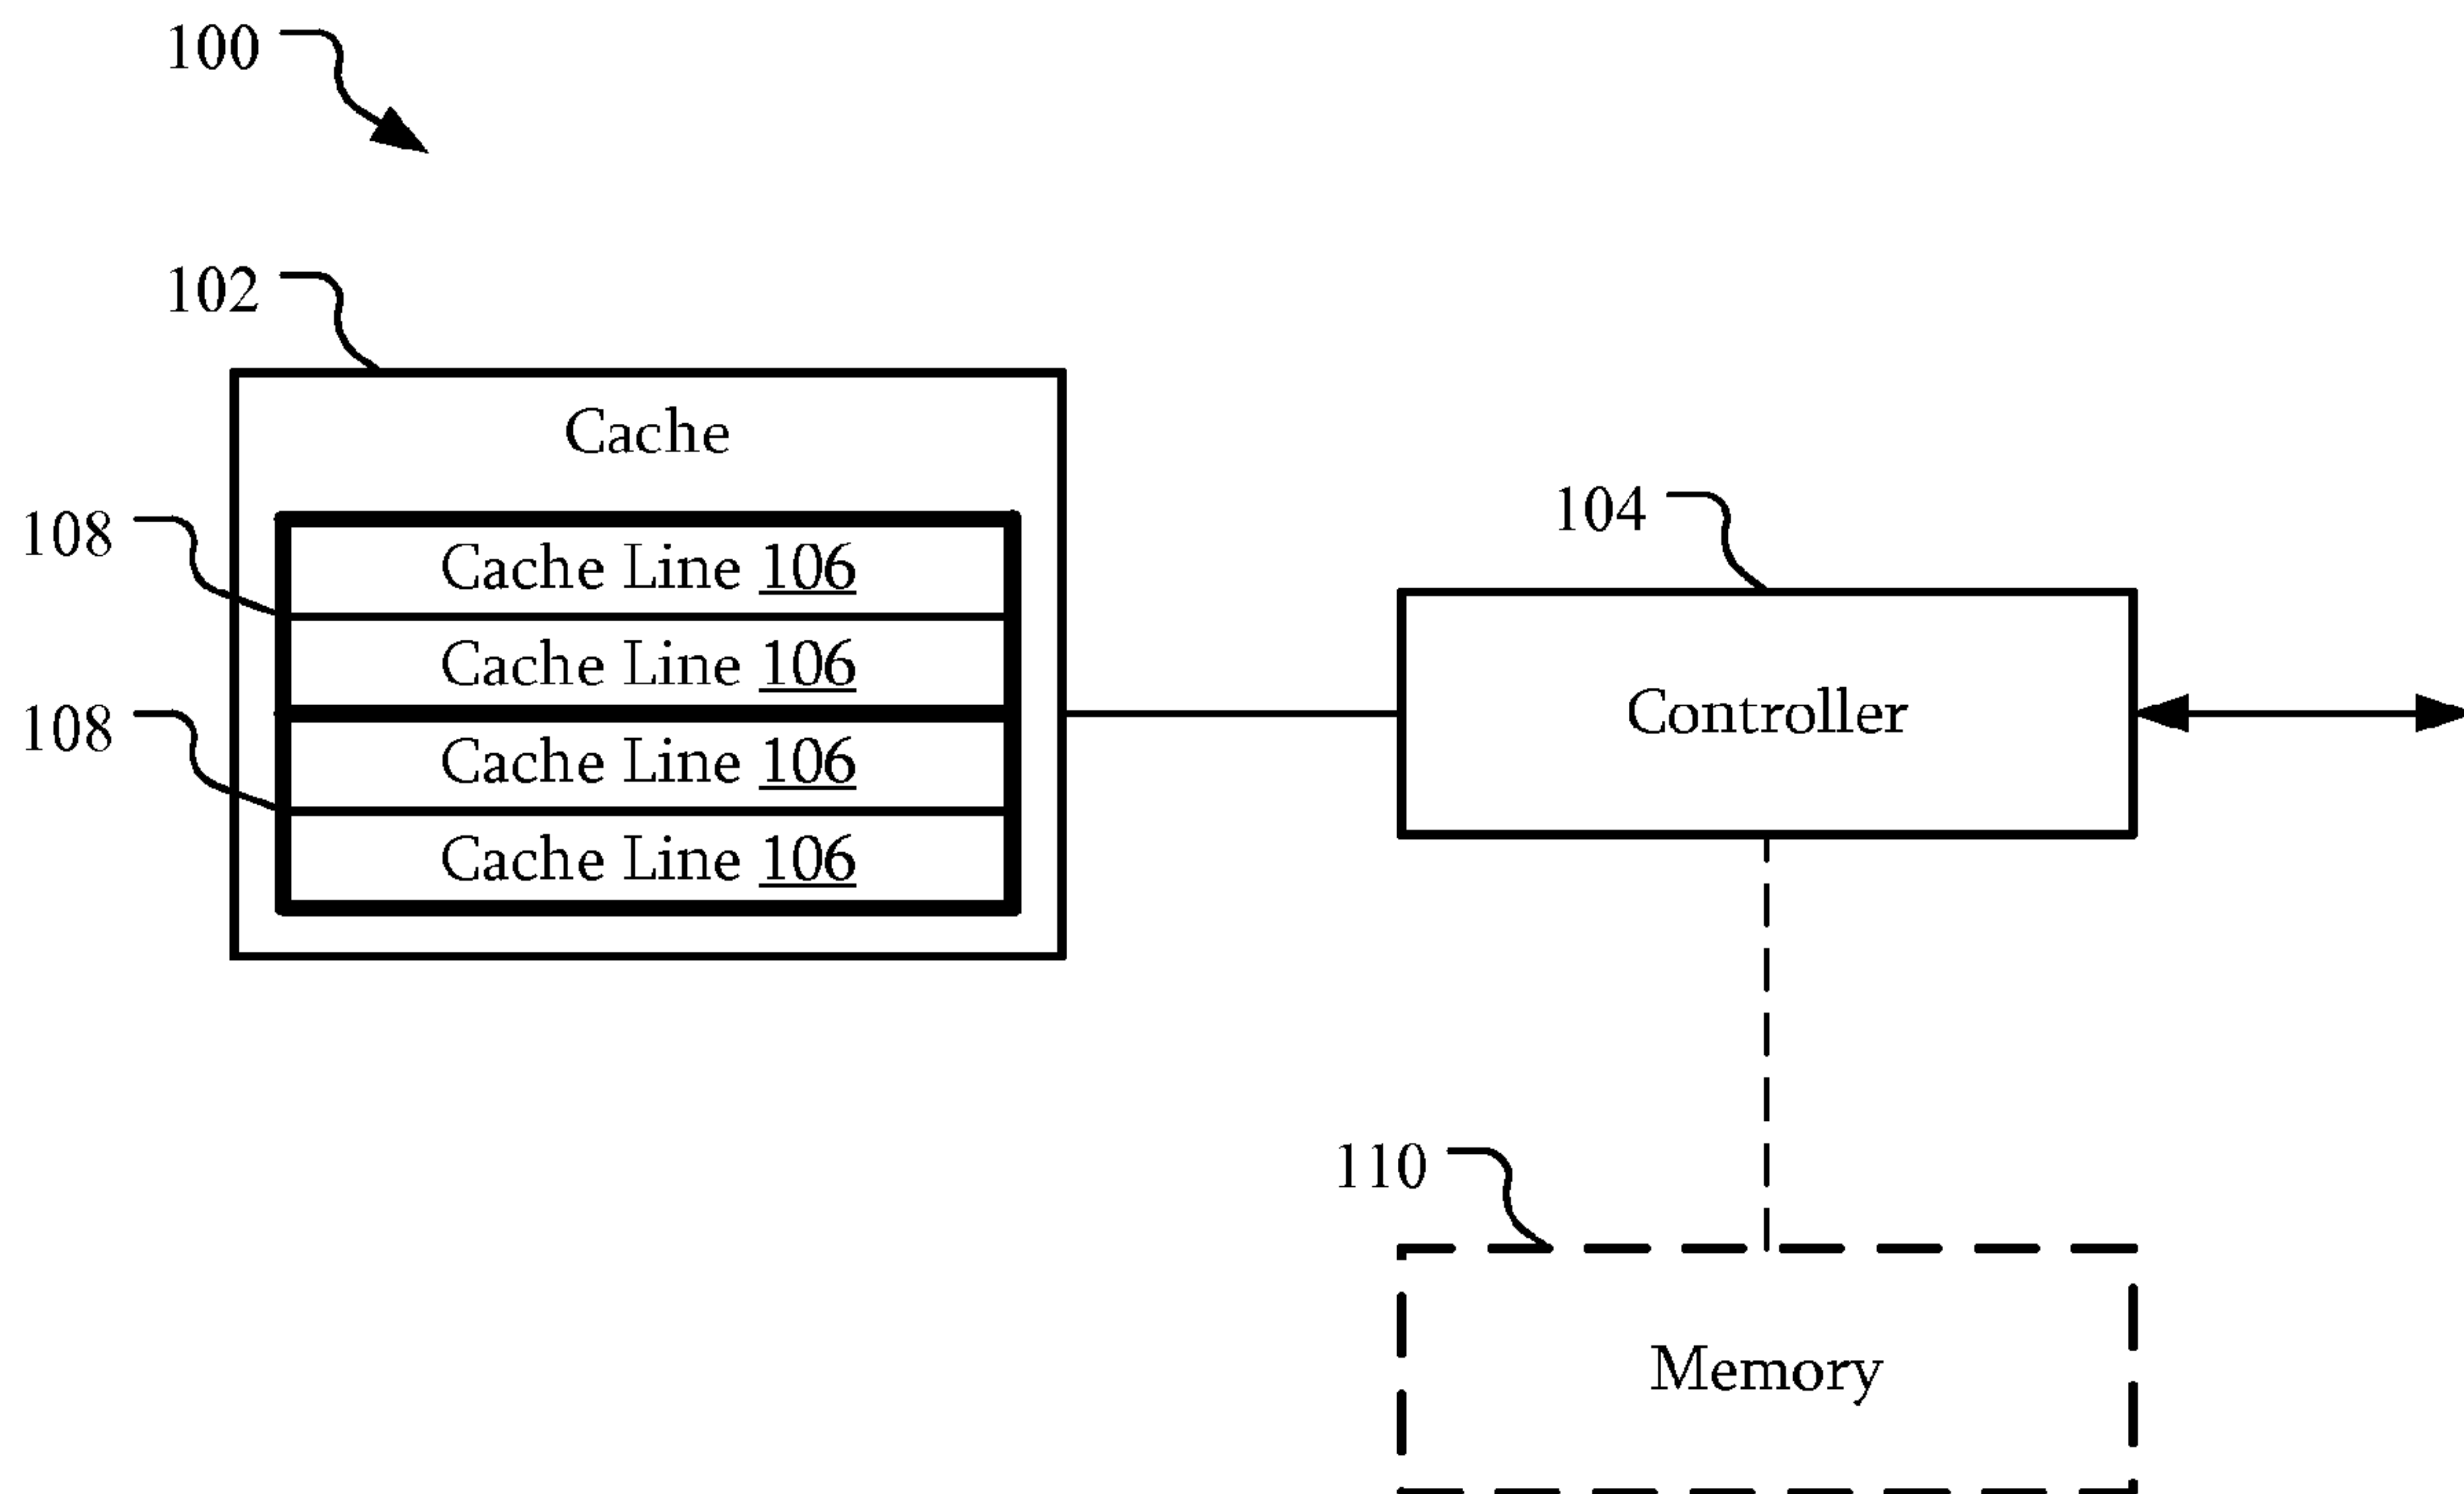 100
102
Cache
108
Cache Line 106
104
Cache Line 106
108
Controller
Cache Line 106
Cache Line 106
110
Memory